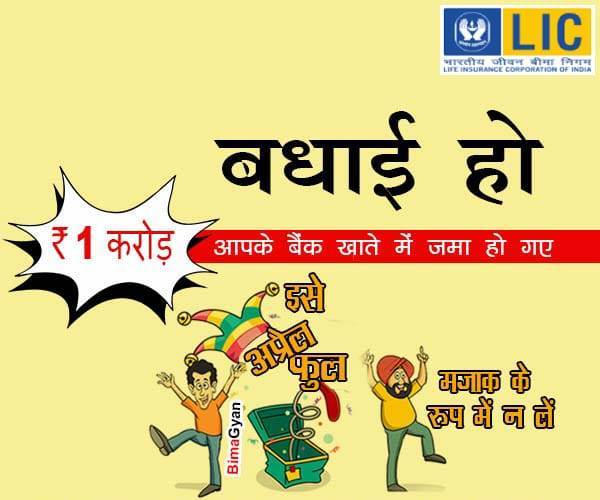 LIC
भारतीय जीवन बीमा निगम
LIFE INSURANCE CORPORATION OF INDIA
बधाई हो
₹ 1 करोड़
आपके बैंक खाते में जमा हो गए
इसे
अप्रेल
फुल
मजाक के
रूप में न लें
BimaGyan